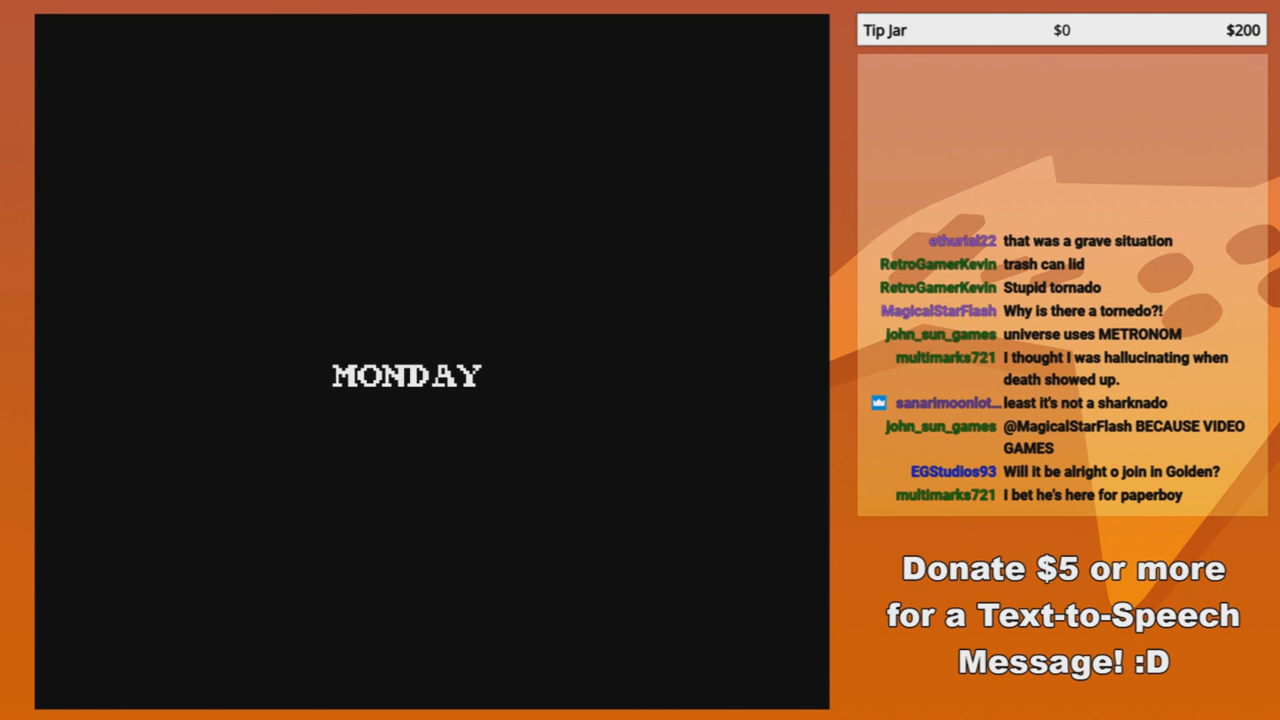 MONDAY
Tip Jar $0 $200
ethurial22 that was a grave situation
RetroGamerKevin trash can lid
RetroGamerKevin Stupid tornado
MagicalStarFlash Why is there a tornedo?!
john_sun_games universe uses METRONOM
multimarks721 I thought I was hallucinating when
death showed up.
sanarimoonlot... least it's not a sharknado
john_sun_games @MagicalStarFlash BECAUSE VIDEO
GAMES
EGStudios93 Will it be alright o join in Golden?
multimarks721 I bet he's here for paperboy
Donate $5 or more
for a Text-to-Speech
Message! :D